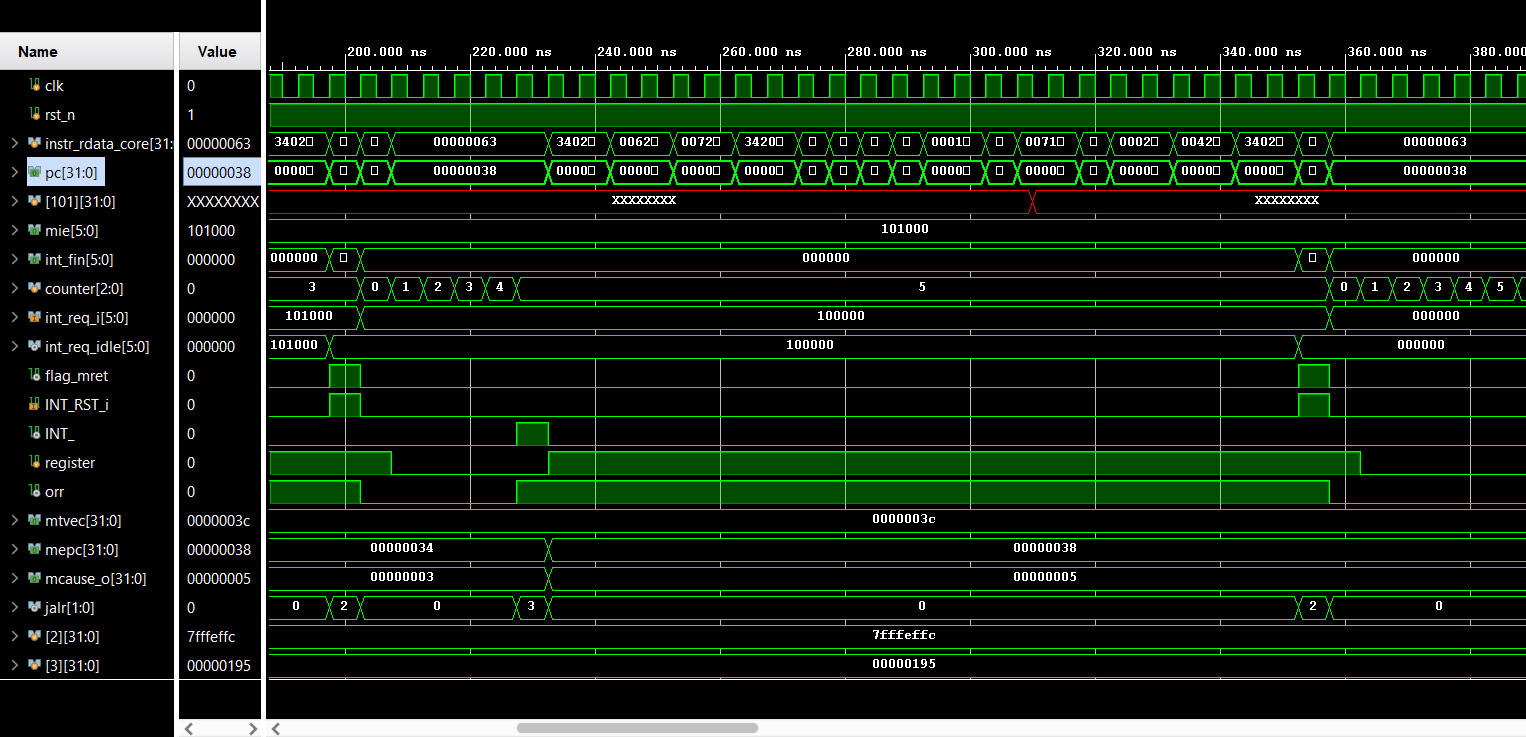 Name Value
200.000 ns 220.000 ns 240.000 ns 260.000 ns 280.000 ns 300.000 ns 320.000 ns 340.000 ns 360.000 ns 380.000
clk 0
rst_n 1
instr_rdata_core[31: 00000063 3402 00000063 3402 0062 0072 3420 0001 0071 0002 0042 3402 00000063
pc[31:0] 00000038 0000 00000038 0000 0000 0000 0000 0000 0000 0000 0000 0000 00000038
[101][31:0] XXXXXXXX XXXXXXXX XXXXXXXX
mie[5:0] 101000 101000
int_fin[5:0] 000000 000000 000000 000000
counter[2:0] 0 3 0 1 2 3 4 5 0 1 2 3 4 5
int_req_i[5:0] 000000 101000 100000 000000
int_req_idle[5:0] 000000 101000 100000 000000
flag_mret 0
INT_RST_i 0
INT_ 0
register 0
orr 0
mtvec[31:0] 0000003c 0000003c
mepc[31:0] 00000038 00000034 00000038
mcause_o[31:0] 00000005 00000003 00000005
jalr[1:0] 0 0 2 0 3 0 2 0
[2][31:0] 7fffeffc 7fffeffc
[3][31:0] 00000195 00000195